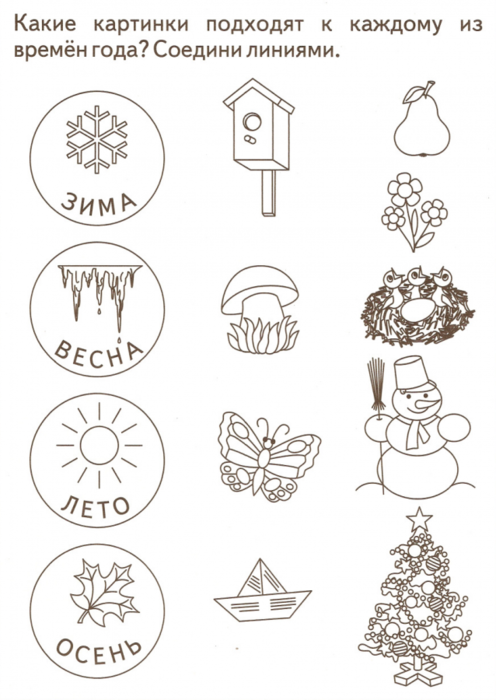 Какие картинки подходят к каждому из
времён года? Соедини линиями.
ЗИМА
ВЕСНА
ЛЕТО
ОСЕНЬ